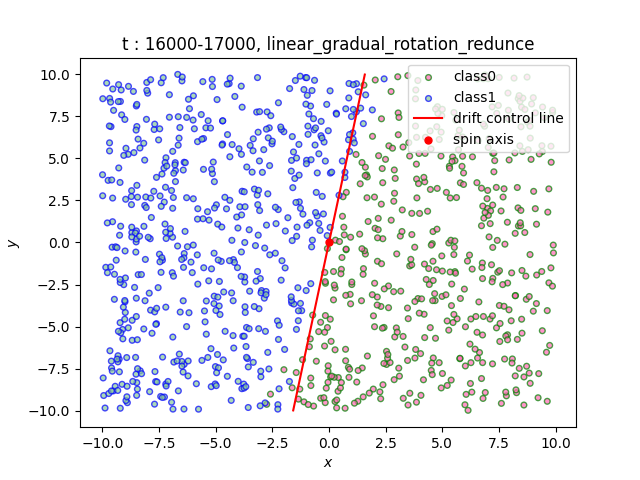 t : 16000-17000, linear_gradual_rotation_redunce
class0
class1
drift control line
spin axis
10.0
7.5
5.0
2.5
0.0
−2.5
−5.0
−7.5
−10.0
y
−10.0 −7.5 −5.0 −2.5 0.0 2.5 5.0 7.5 10.0
x